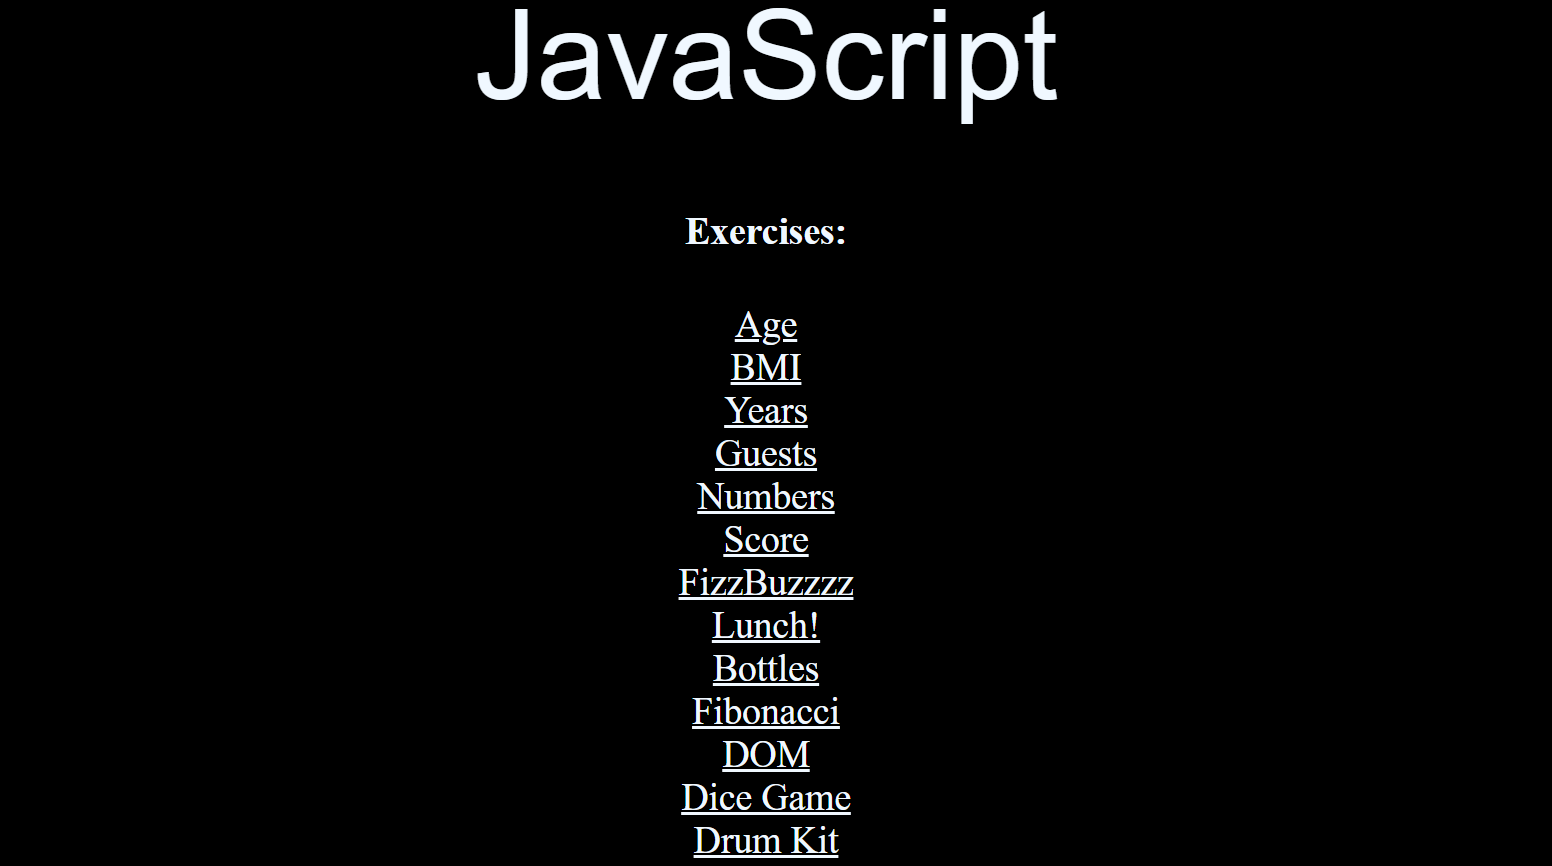 JavaScript
Exercises:
Age
BMI
Years
Guests
Numbers
Score
FizzBuzzzz
Lunch!
Bottles
Fibonacci
DOM
Dice Game
Drum Kit